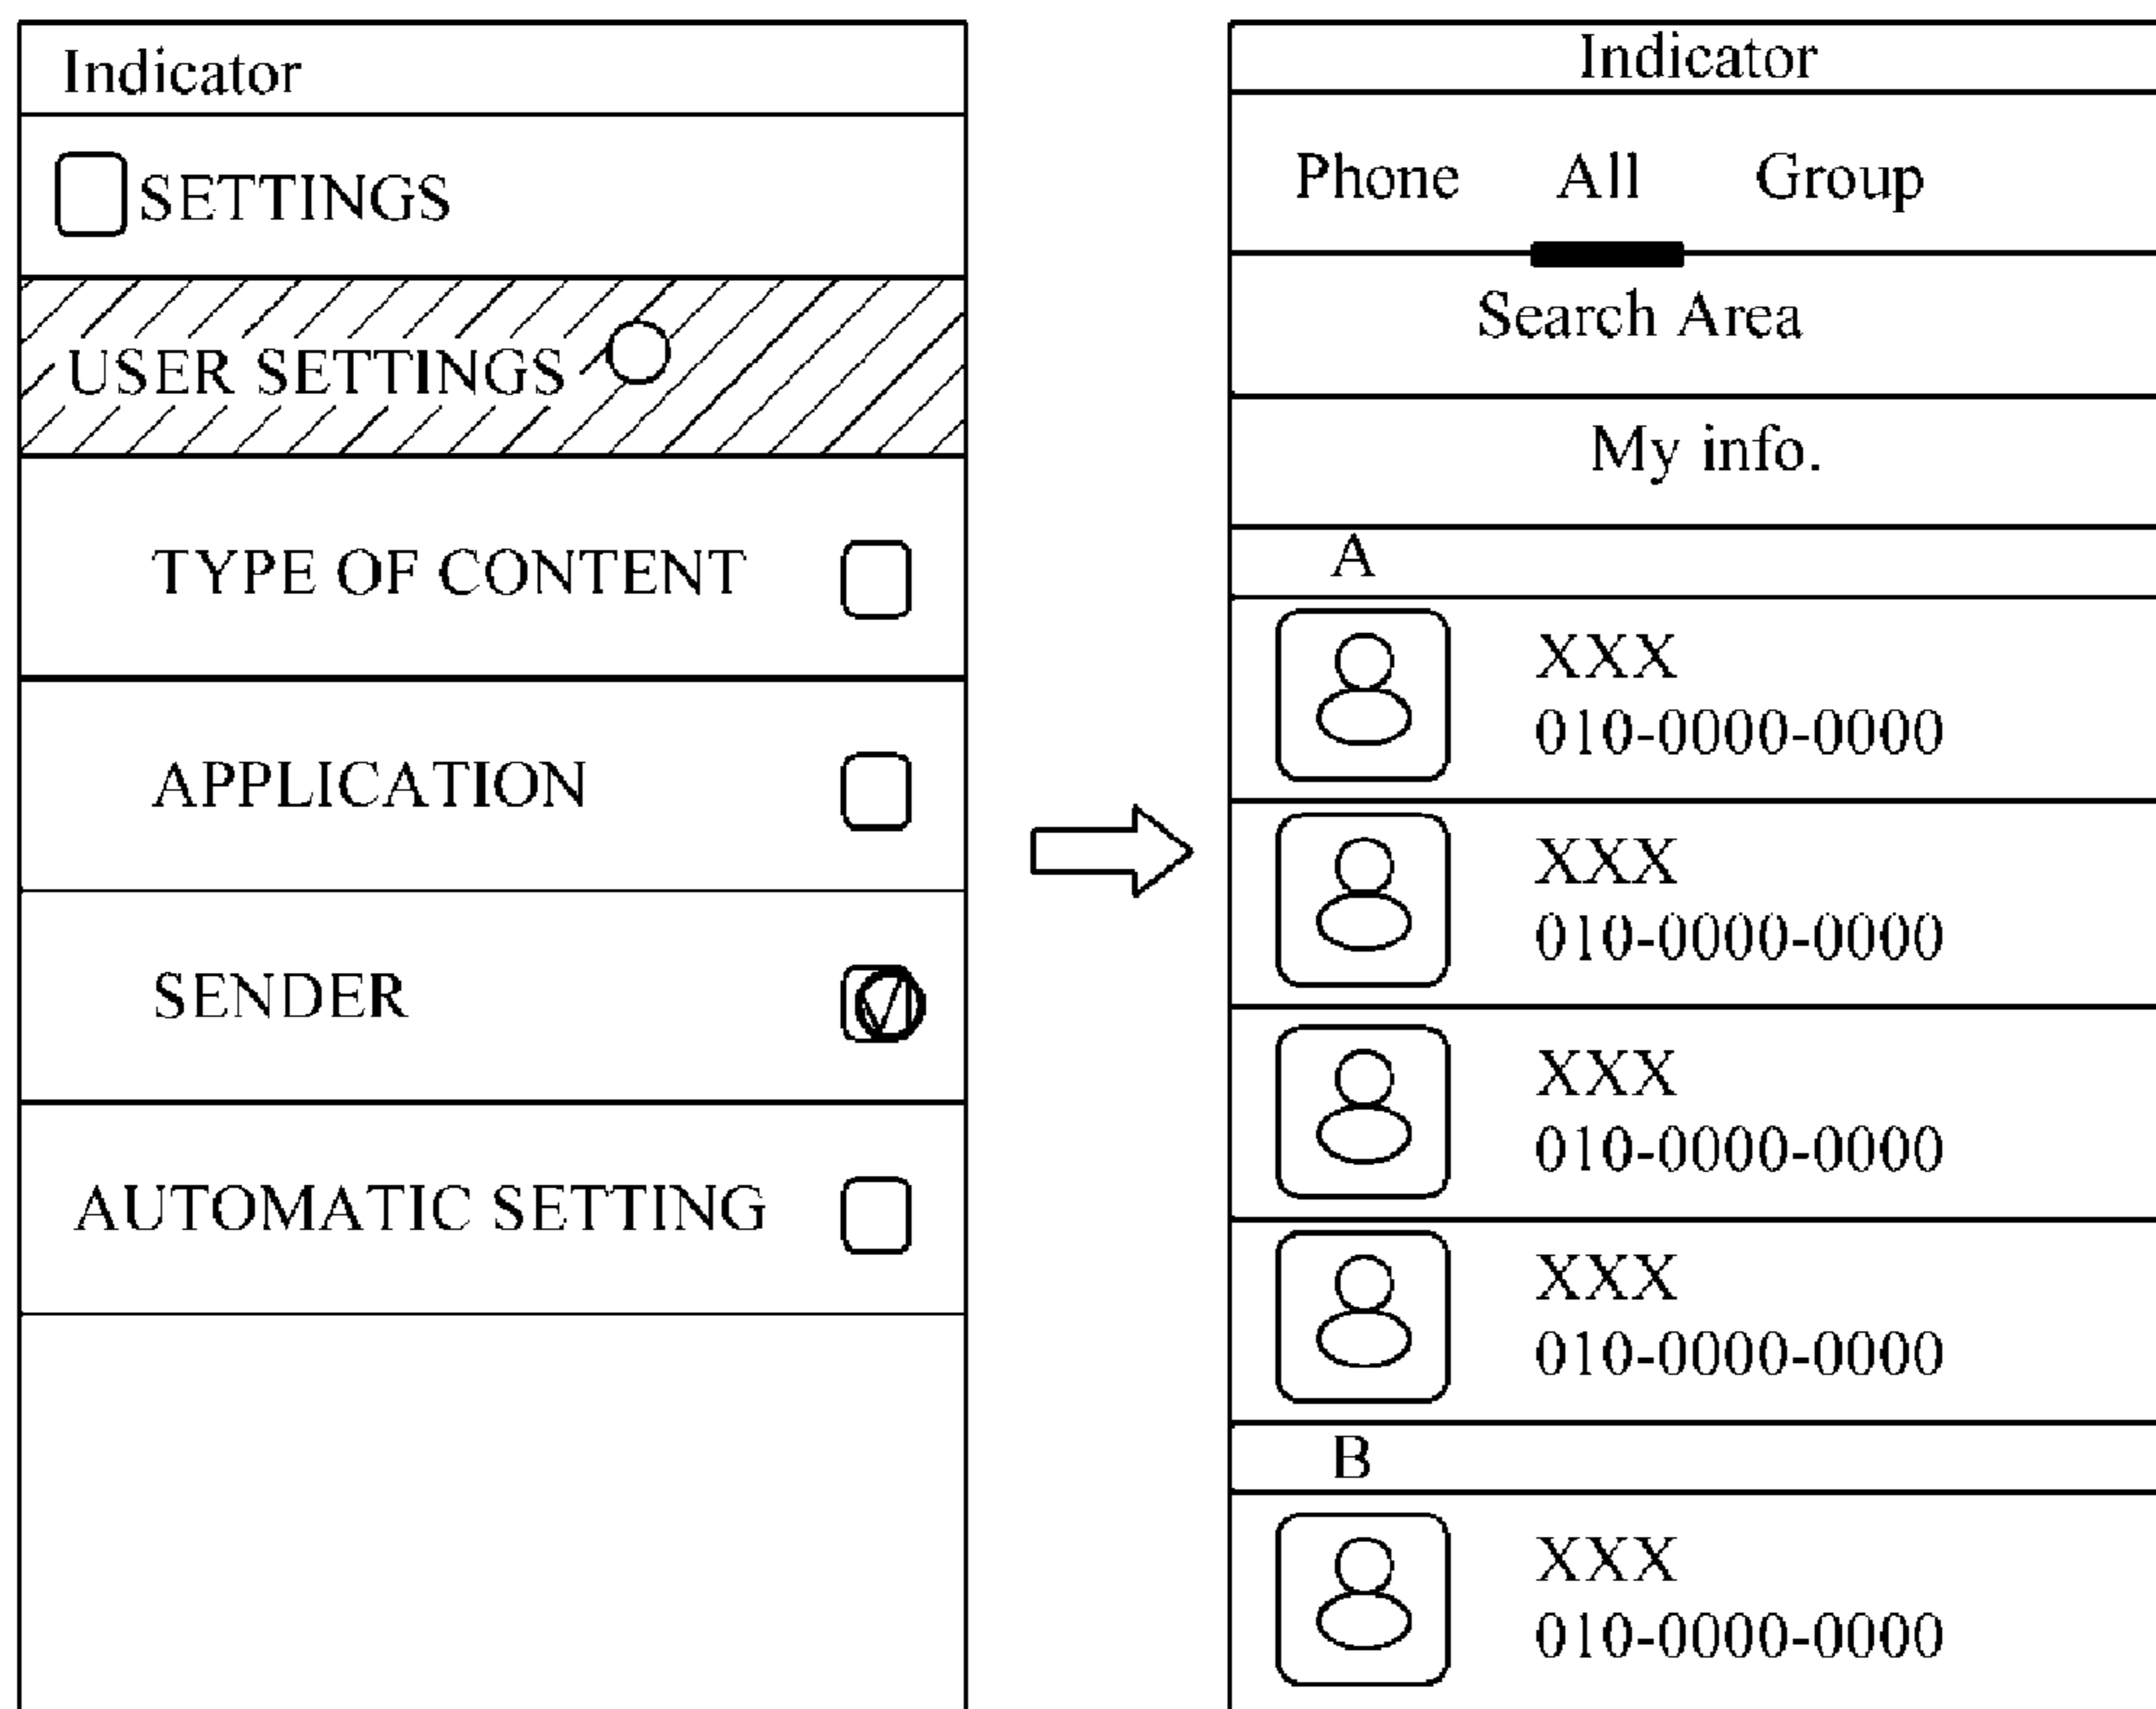 Indicator
SETTINGS
USER SETTINGS
TYPE OF CONTENT
APPLICATION
SENDER
AUTOMATIC SETTING
Indicator
Phone All Group
Search Area
My info.
A
XXX
010-0000-0000
XXX
010-0000-0000
XXX
010-0000-0000
XXX
010-0000-0000
B
XXX
010-0000-0000